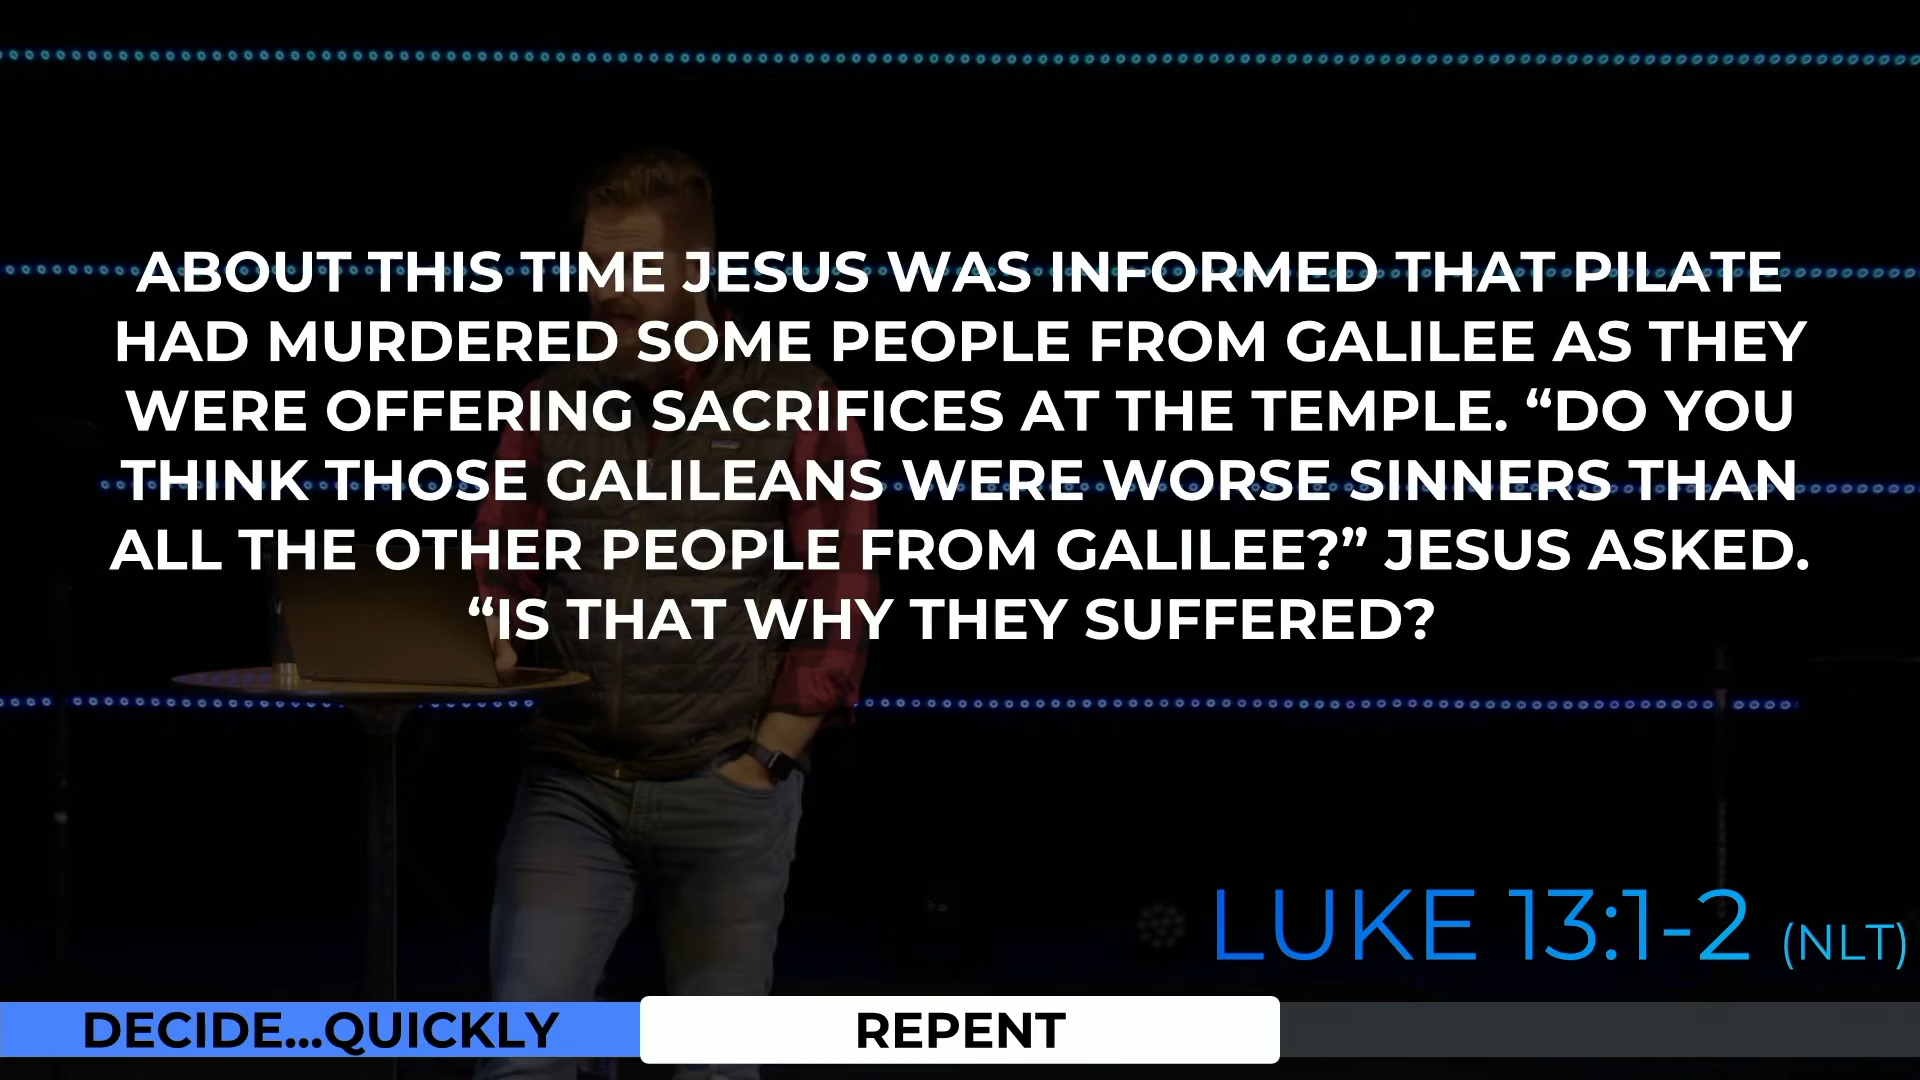 ABOUT THIS TIME JESUS WAS INFORMED THAT PILATE
HAD MURDERED SOME PEOPLE FROM GALILEE AS THEY
WERE OFFERING SACRIFICES AT THE TEMPLE. “DO YOU
THINK THOSE GALILEANS WERE WORSE SINNERS THAN
ALL THE OTHER PEOPLE FROM GALILEE?” JESUS ASKED.
“IS THAT WHY THEY SUFFERED?
LUKE 13:1-2 (NLT)
DECIDE...QUICKLY
REPENT